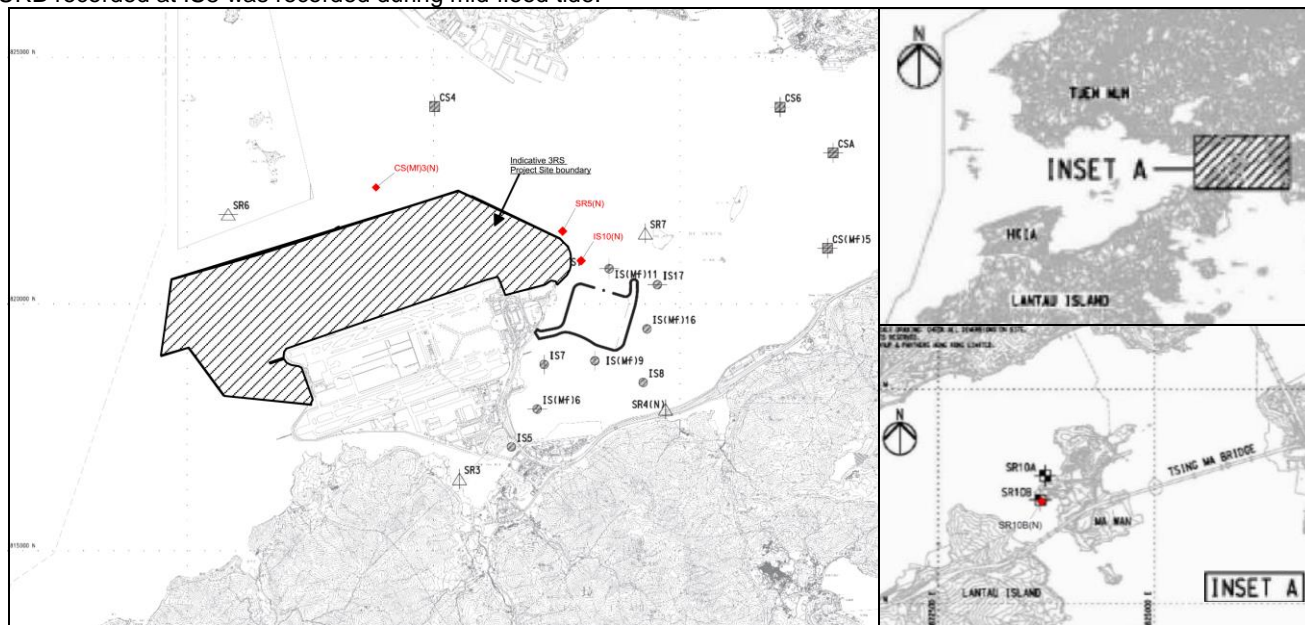 SRD recorded at IS5 was recorded during mid flood tide.
825000 N
CS4
CS6
CSA
CS(Mf)3(N)
Indicative 3RS
Project Site boundary
SR6
SR5(N)
SR7
IS10(N)
CS(Mf)5
IS(Mf)11
IS17
820000 N
IS(Mf)16
IS7
IS(Mf)9
IS8
IS(Mf)6
SR4(N)
IS5
SR3
815000 N
N
TUEN MUN
INSET A
HKIA
LANTAU ISLAND
N
SR10A
SR10B
SR10B(N)
TSING MA BRIDGE
MA WAN
LANTAU ISLAND
INSET A